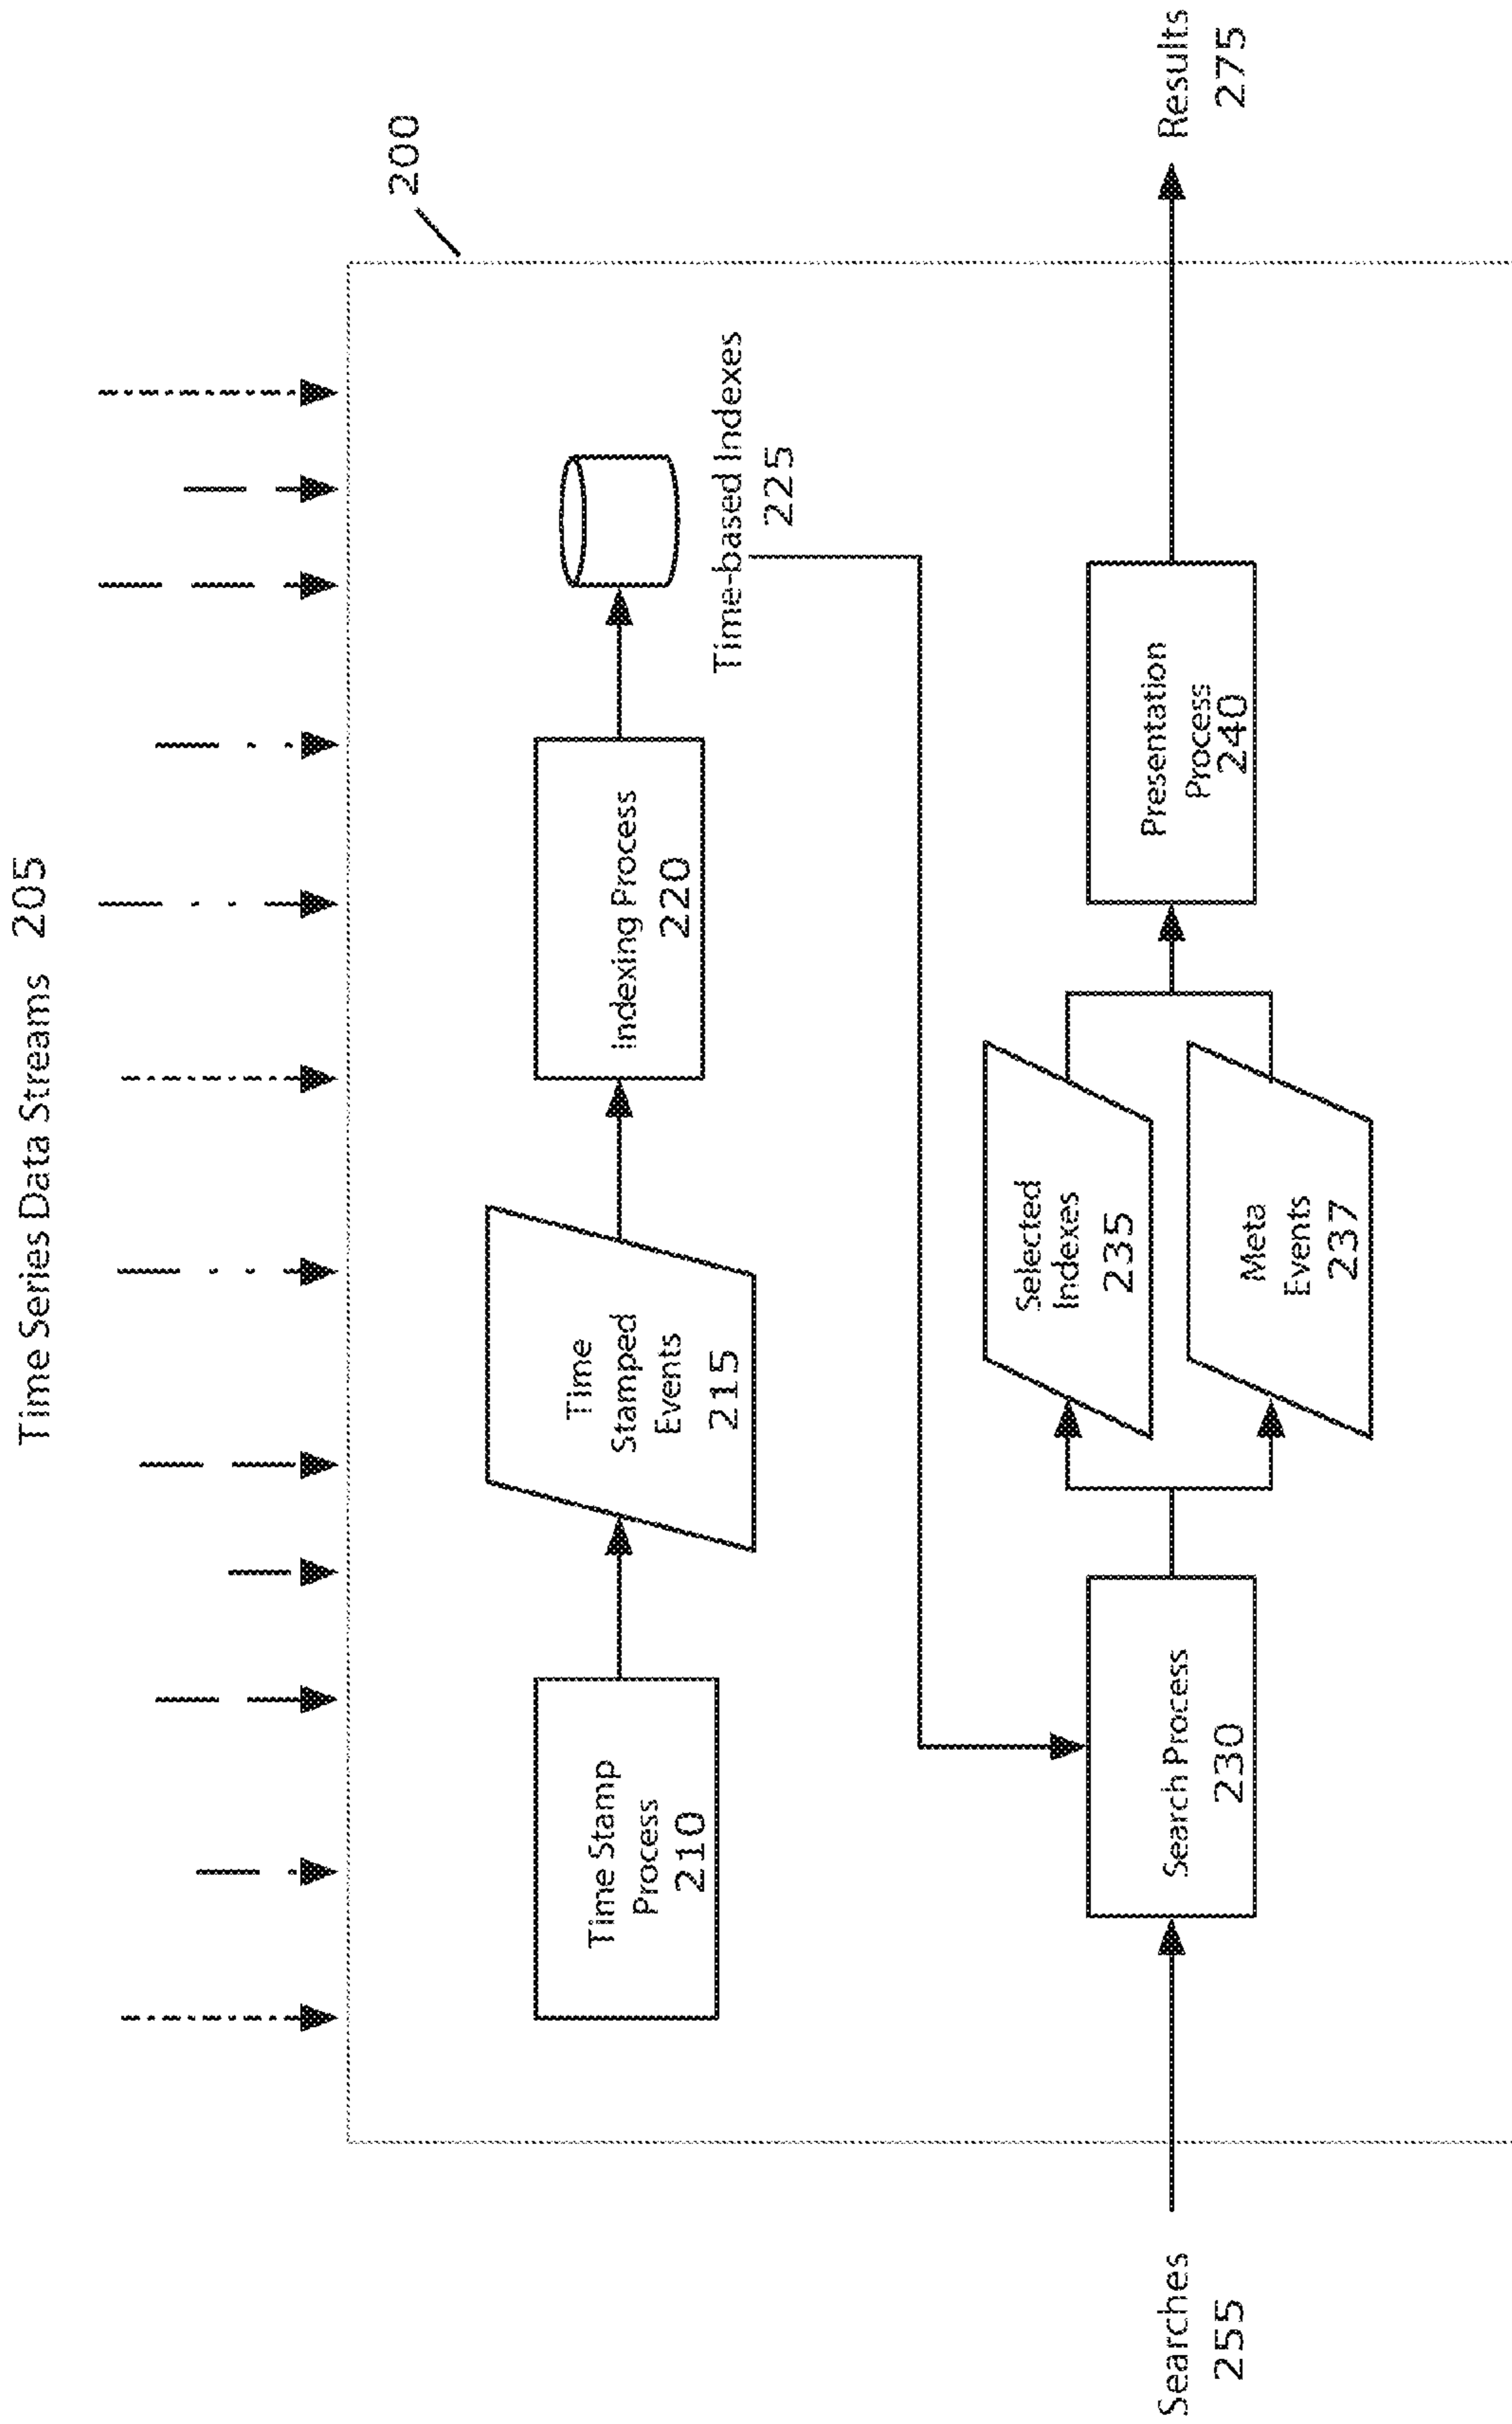 Time Series Data Streams 205
200
Time Stamp
Process
210
Time
Stamped
Events
215
Indexing Process
220
Time-based Indexes
225
Searches
255
Search Process
230
Selected
Indexes
235
Meta
Events
237
Presentation
Process
240
Results
275